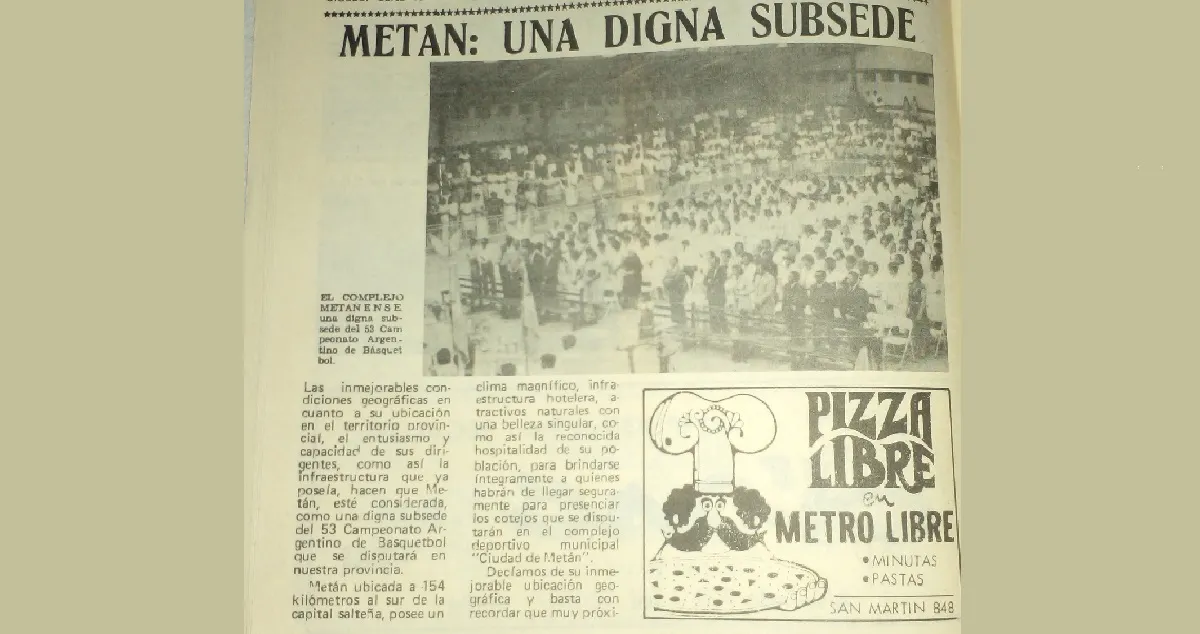 METAN: UNA DIGNA SUBSEDE
EL COMPLEJO
METANENSE
una digna sub-
sede del 53 Cam
peonato Argen-
tino de Básquet
bol.
Las inmejorables con-
diciones geográficas en
cuanto a su ubicación
en el territorio provin-
cial, el entusiasmo y
capacidad de sus diri-
gentes, como así la
infraestructura que ya
poseía, hacen que Me-
tán, esté considerada,
como una digna subsede
del 53 Campeonato Ar-
gentino de Basquetbol
que se disputará en
nuestra provincia.
Metán ubicada a 154
kilómetros al sur de la
capital salteña, posee un
clima magnífico, infra-
estructura hotelera, a-
tractivos naturales con
una belleza singular, co-
mo así la reconocida
hospitalidad de su po-
blación, para brindarse
íntegramente a quienes
habrán de llegar segura-
mente para presenciar
los cotejos que se dispu-
tarán en el complejo
deportivo municipal
"Ciudad de Metán".
Decíamos de su inme-
jorable ubicación geo-
gráfica y basta con
recordar que muy próxi-
PIZZA
LIBRE
en
METRO LIBRE
• MINUTAS
• PASTAS
SAN MARTIN 848